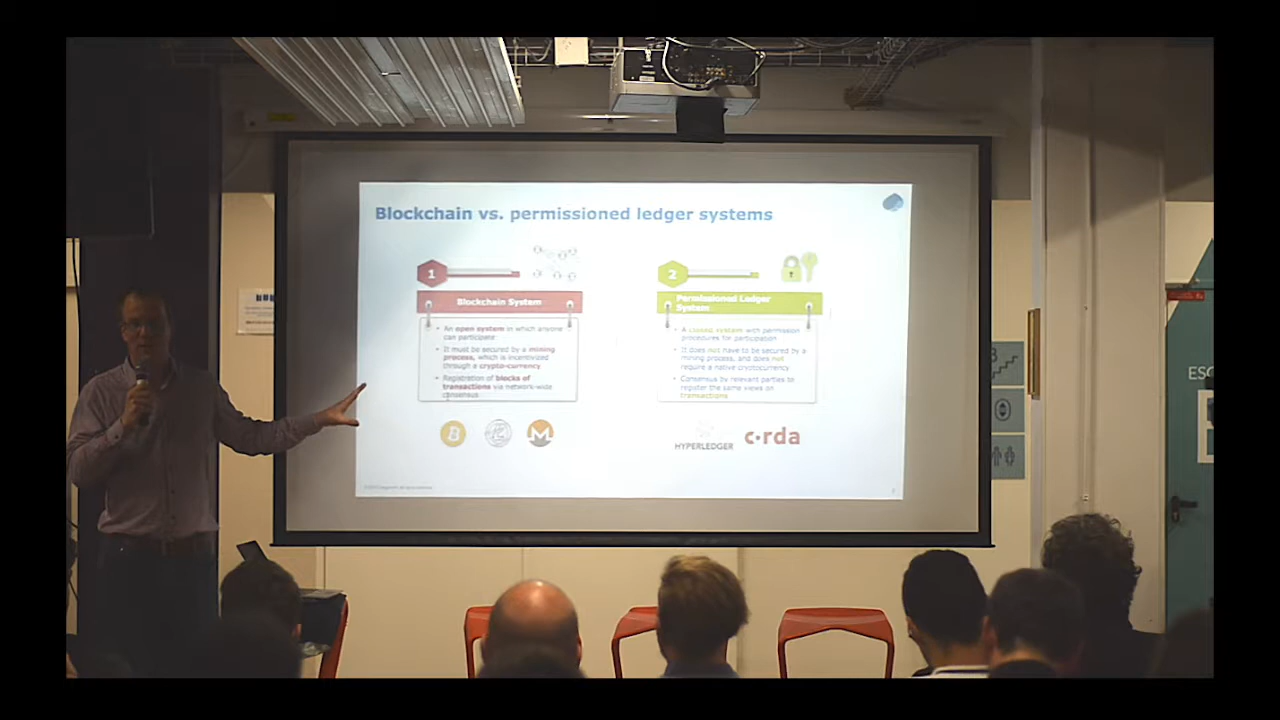 Blockchain vs. permissioned ledger systems
1
Blockchain System
• An open system in which anyone
can participate
• It must be secured by a mining
process, which is incentivized
through a crypto-currency
• Registration of blocks of
transactions via network-wide
consensus
2
Permissioned Ledger
System
• A closed system with permission
procedures for participation
• It does not have to be secured by a
mining process, and does not
require a native cryptocurrency
• Consensus by relevant parties to
register the same views on
transactions
HYPERLEDGER
c·rda
3
ESC